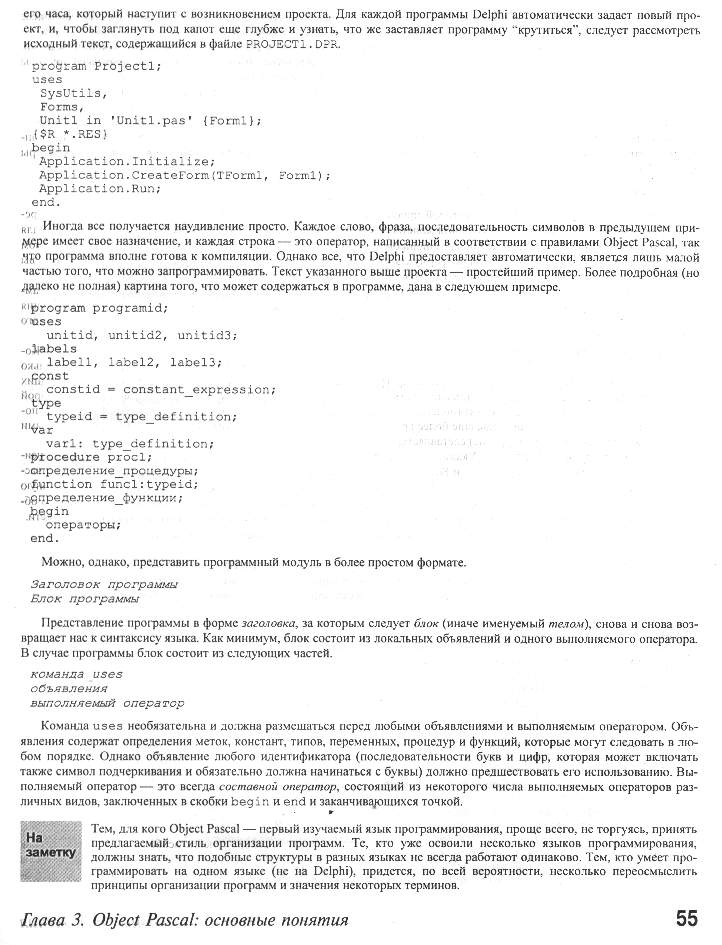 его часа, который наступит с возникновением проекта. Для каждой программы Delphi автоматически задает новый про-
ект, и, чтобы заглянуть под капот еще глубже и узнать, что же заставляет программу “крутиться”, следует рассмотреть
исходный текст, содержащийся в файле PROJECT1.DPR.
program Project1;
uses
SysUtils,
Forms,
Unit1 in 'Unit1.pas' {Form1};
{$R *.RES}
begin
Application.Initialize;
Application.CreateForm(TForm1, Form1);
Application.Run;
end.
Иногда все получается наудивление просто. Каждое слово, фраза, последовательность символов в предыдущем при-
мере имеет свое назначение, и каждая строка — это оператор, написанный в соответствии с правилами Object Pascal, так
что программа вполне готова к компиляции. Однако все, что Delphi предоставляет автоматически, является лишь малой
частью того, что можно запрограммировать. Текст указанного выше проекта — простейший пример. Более подробная (но
далеко не полная) картина того, что может содержаться в программе, дана в следующем примере.
program programid;
uses
unitid, unitid2, unitid3;
labels
label1, label2, label3;
const
constid = constant_expression;
type
typeid = type_definition;
var
var1: type_definition;
procedure proc1;
определение_процедуры;
function func1:typeid;
определение_функции;
begin
операторы;
end.
Можно, однако, представить программный модуль в более простом формате.
Заголовок программы
Блок программы
Представление программы в форме заголовка, за которым следует блок (иначе именуемый телом), снова и снова воз-
вращает нас к синтаксису языка. Как минимум, блок состоит из локальных объявлений и одного выполняемого оператора.
В случае программы блок состоит из следующих частей.
команда uses
объявления
выполняемый оператор
Команда uses необязательна и должна размещаться перед любыми объявлениями и выполняемым оператором. Объ-
явления содержат определения меток, констант, типов, переменных, процедур и функций, которые могут следовать в лю-
бом порядке. Однако объявление любого идентификатора (последовательности букв и цифр, которая может включать
также символ подчеркивания и обязательно должна начинаться с буквы) должно предшествовать его использованию. Вы-
полняемый оператор — это всегда составной оператор, состоящий из некоторого числа выполняемых операторов раз-
личных видов, заключенных в скобки begin и end и заканчивающихся точкой.
На
заметку
Тем, для кого Object Pascal — первый изучаемый язык программирования, проще всего, не торгуясь, принять
предлагаемый стиль организации программ. Те, кто уже освоили несколько языков программирования,
должны знать, что подобные структуры в разных языках не всегда работают одинаково. Тем, кто умеет про-
граммировать на одном языке (не на Delphi), придется, по всей вероятности, несколько переосмыслить
принципы организации программ и значения некоторых терминов.
Глава 3. Object Pascal: основные понятия 55